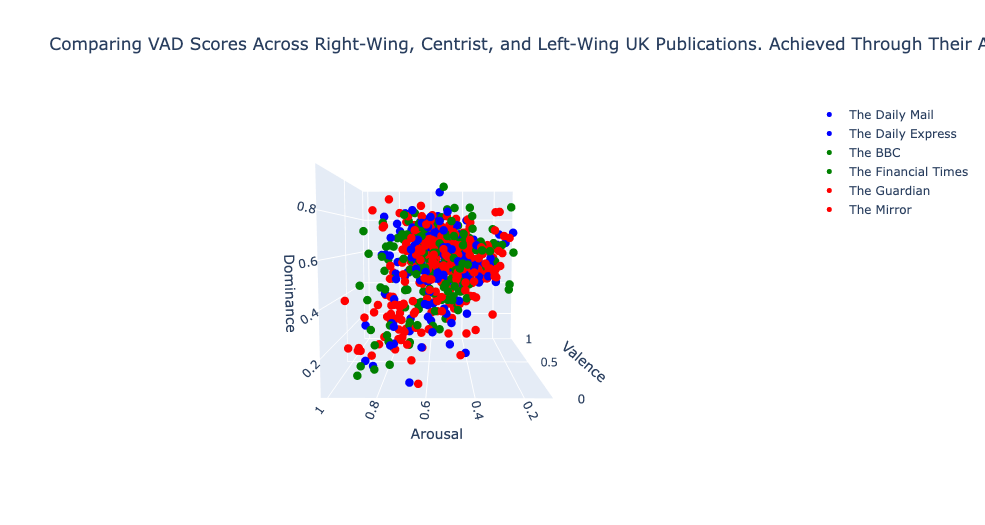 Comparing VAD Scores Across Right-Wing, Centrist, and Left-Wing UK Publications. Achieved Through Their A
The Daily Mail
The Daily Express
The BBC
The Financial Times
The Guardian
The Mirror
0.8
0.6
0.4
0.2
Dominance
1
0.8
0.6
0.4
0.2
Arousal
1
0.5
0
Valence